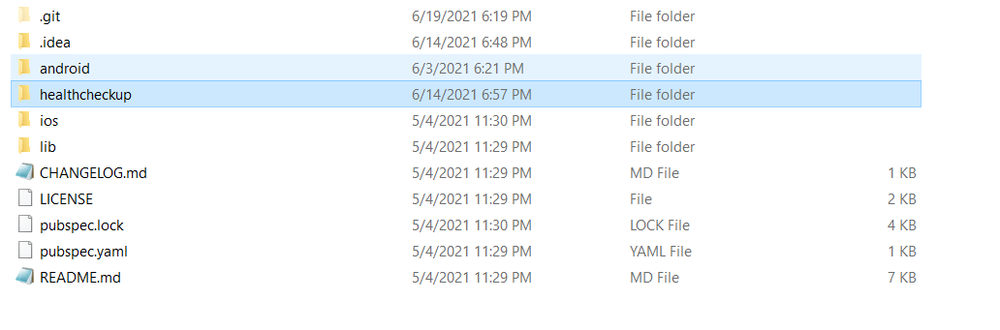 .git 6/19/2021 6:19 PM File folder
.idea 6/14/2021 6:48 PM File folder
android 6/3/2021 6:21 PM File folder
healthcheckup 6/14/2021 6:57 PM File folder
ios 5/4/2021 11:30 PM File folder
lib 5/4/2021 11:29 PM File folder
CHANGELOG.md 5/4/2021 11:29 PM MD File 1 KB
LICENSE 5/4/2021 11:29 PM File 2 KB
pubspec.lock 5/4/2021 11:30 PM LOCK File 4 KB
pubspec.yaml 5/4/2021 11:29 PM YAML File 1 KB
README.md 5/4/2021 11:29 PM MD File 7 KB